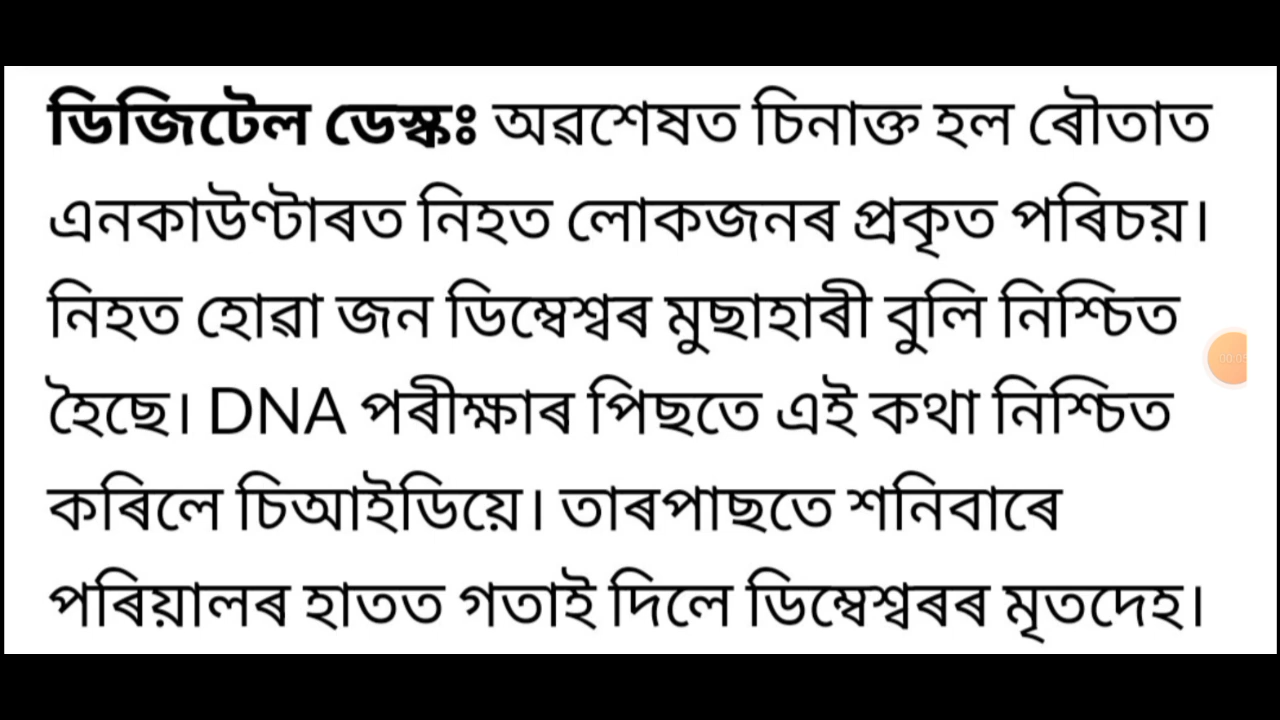 ডিজিটেল ডেস্কঃ অৱশেষত চিনাক্ত হল ৰৌতাত
এনকাউণ্টাৰত নিহত লোকজনৰ প্ৰকৃত পৰিচয়।
নিহত হোৱা জন ডিম্বেশ্বৰ মুছাহাৰী বুলি নিশ্চিত
হৈছে। DNA পৰীক্ষাৰ পিছতে এই কথা নিশ্চিত
কৰিলে চিআইডিয়ে। তাৰপাছতে শনিবাৰে
পৰিয়ালৰ হাতত গতাই দিলে ডিম্বেশ্বৰৰ মৃতদেহ।